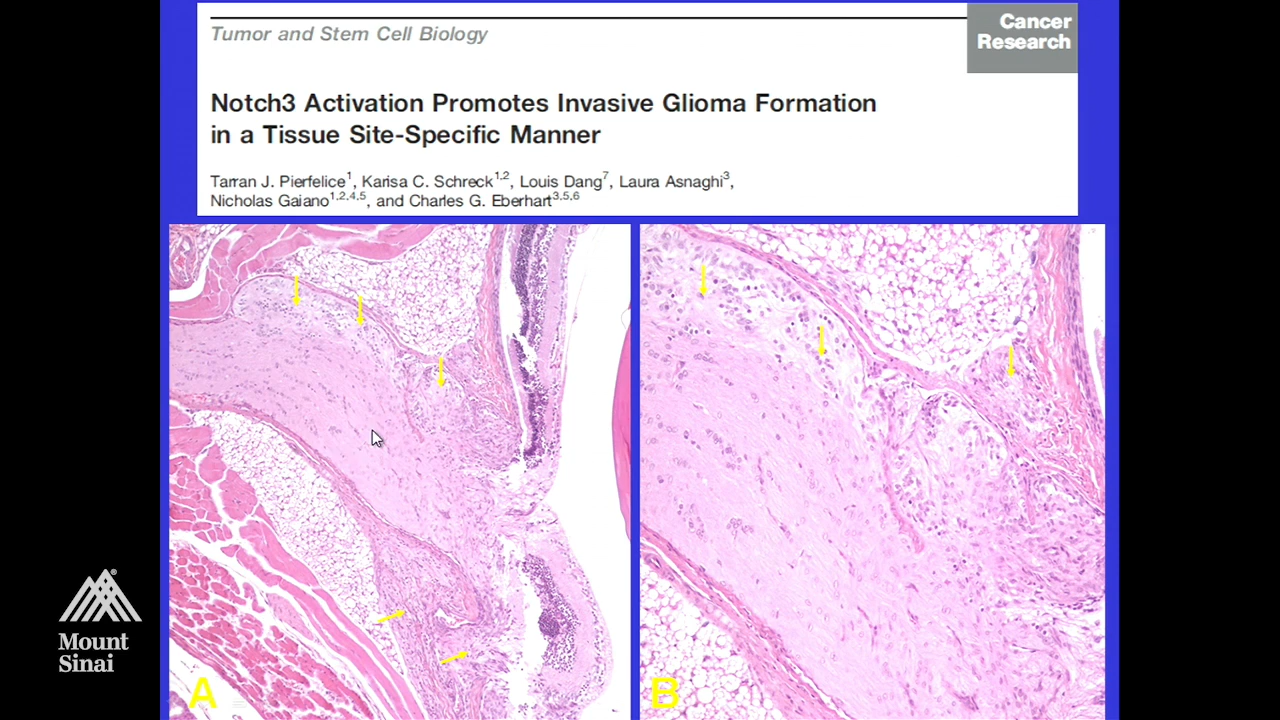 Tumor and Stem Cell Biology
Cancer
Research
Notch3 Activation Promotes Invasive Glioma Formation
in a Tissue Site-Specific Manner
Tarran J. Pierfelice1, Karisa C. Schreck1,2, Louis Dang7, Laura Asnaghi3,
Nicholas Gaiano1,2,4,5, and Charles G. Eberhart3,5,6
A
B
Mount
Sinai